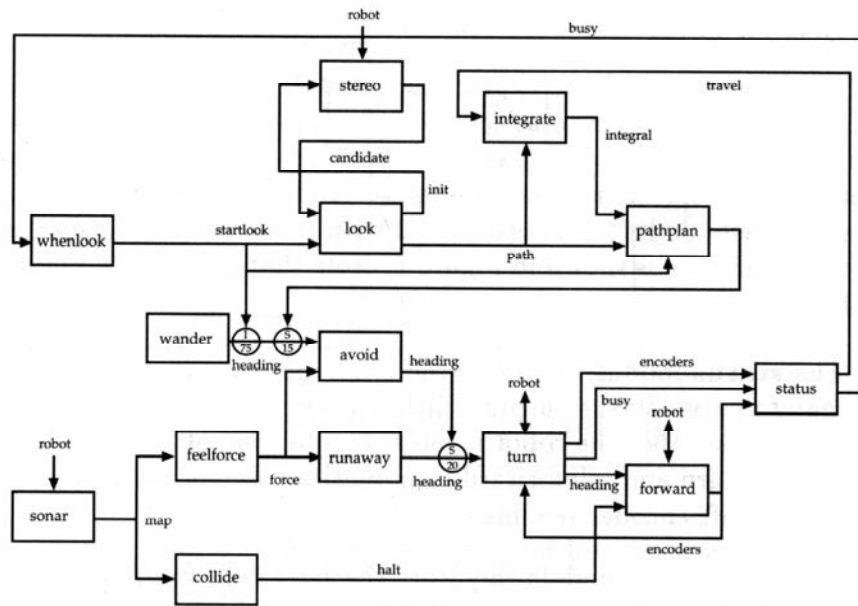 robot
busy
stereo
travel
integrate
candidate
integral
init
whenlook
startlook
look
pathplan
path
wander
I
75
S
15
heading
avoid
heading
encoders
robot
busy
status
robot
robot
feelforce
force
runaway
S
20
heading
turn
heading
forward
sonar
map
encoders
collide
halt